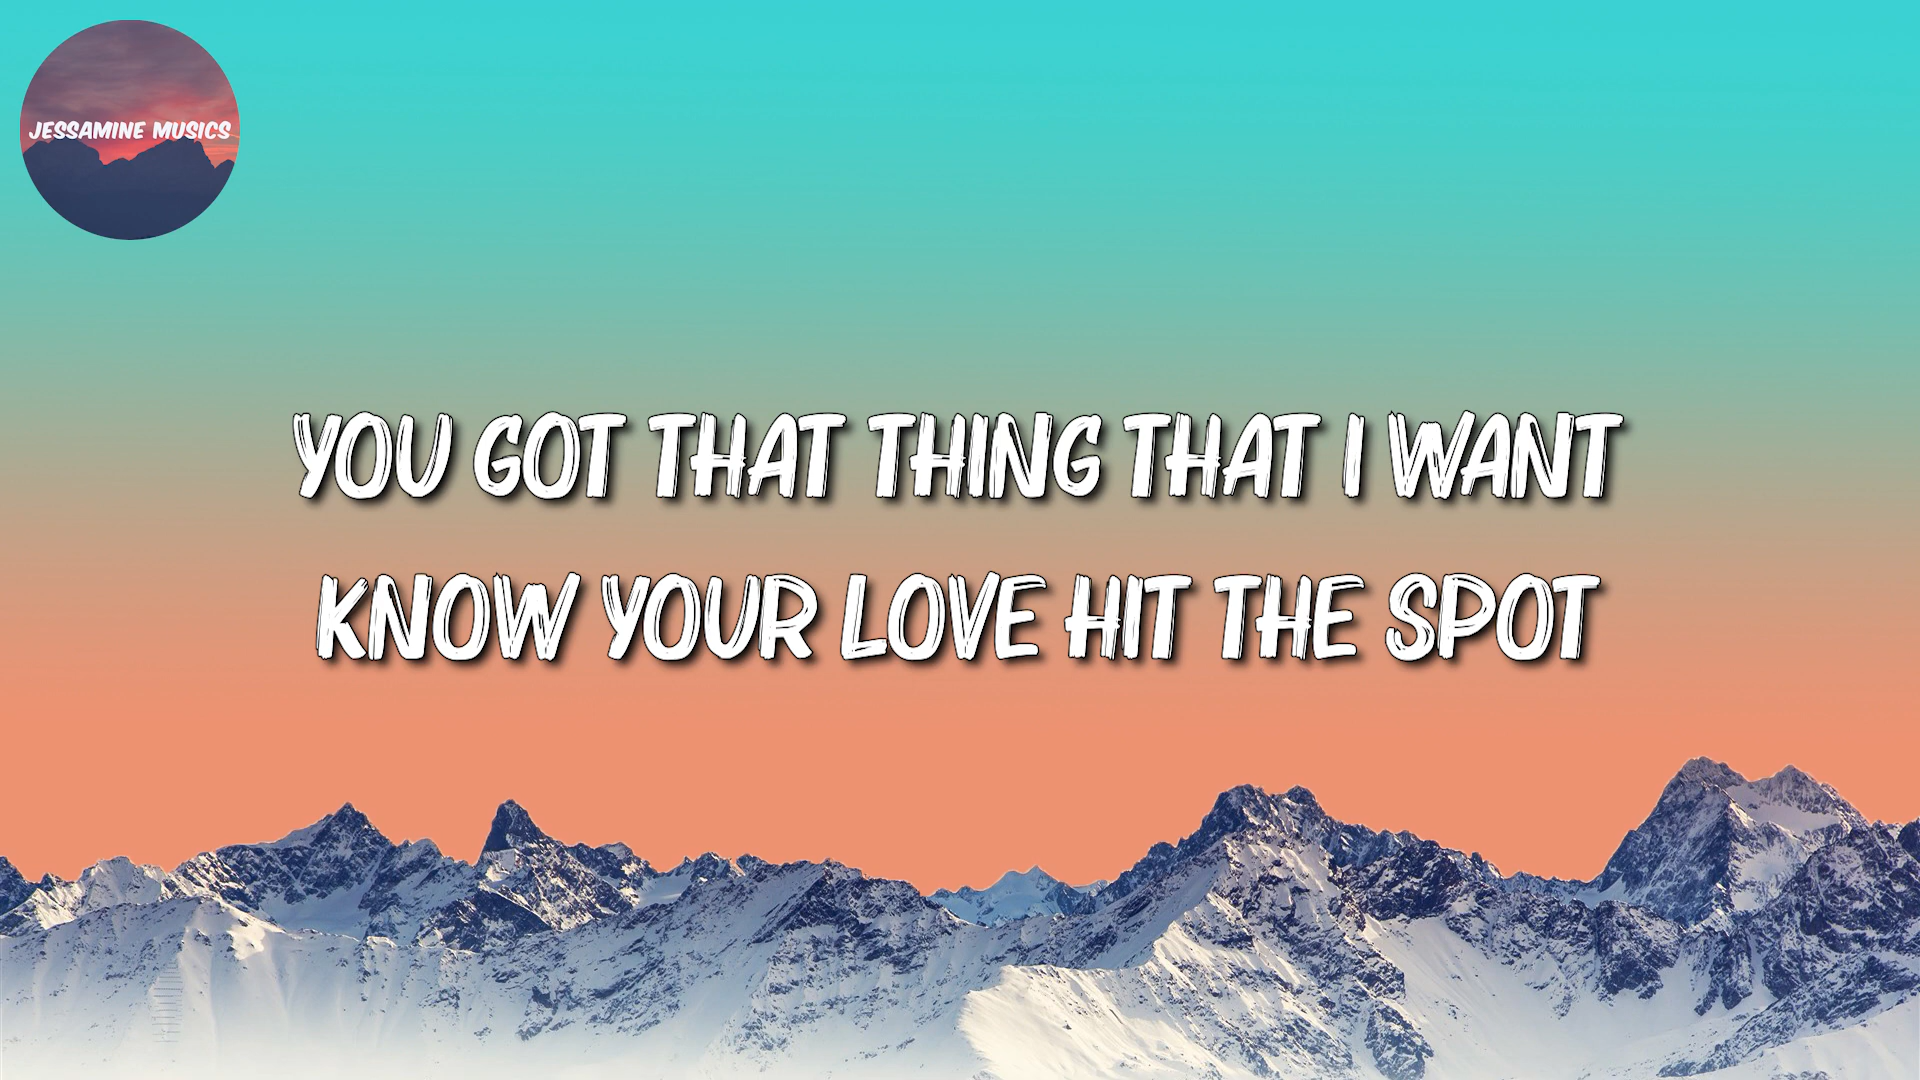 JESSAMINE MUSICS
YOU GOT THAT THING THAT I WANT
KNOW YOUR LOVE HIT THE SPOT